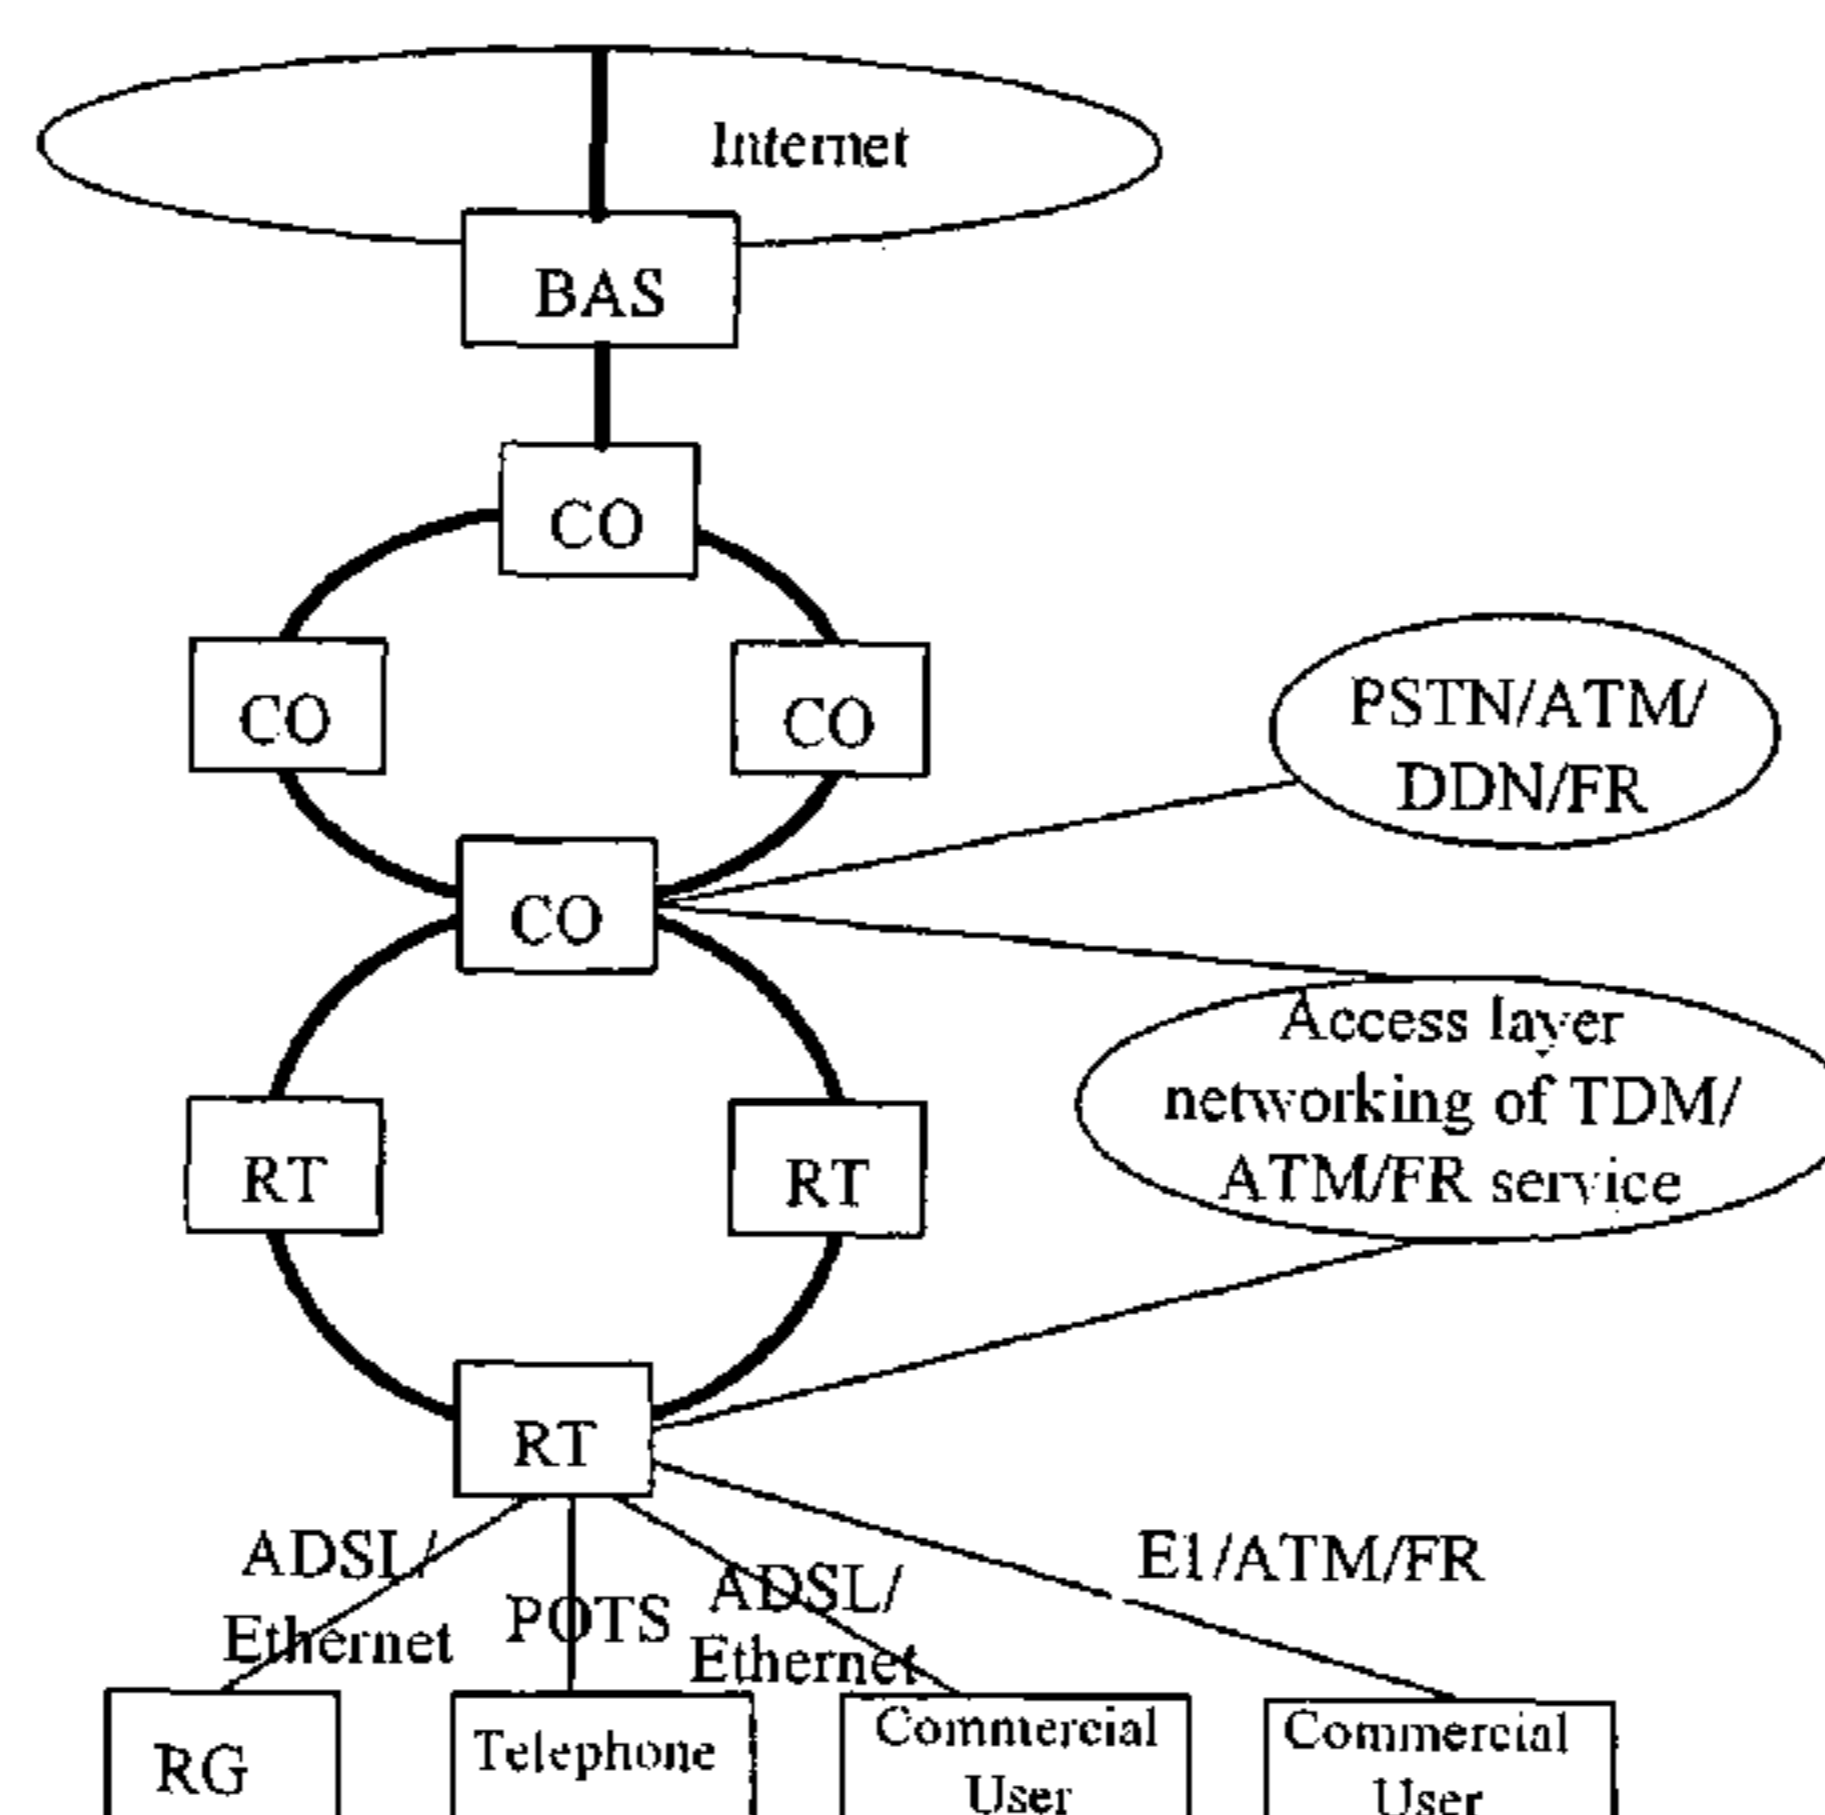 Internet
BAS
CO
CO
CO
PSTN/ATM/
DDN/FR
CO
Access layer
networking of TDM/
ATM/FR service
RT
RT
RT
ADSL/
Ethernet
POTS
ADSL/
Ethernet
E1/ATM/FR
RG
Telephone
Commercial
User
Commercial
User